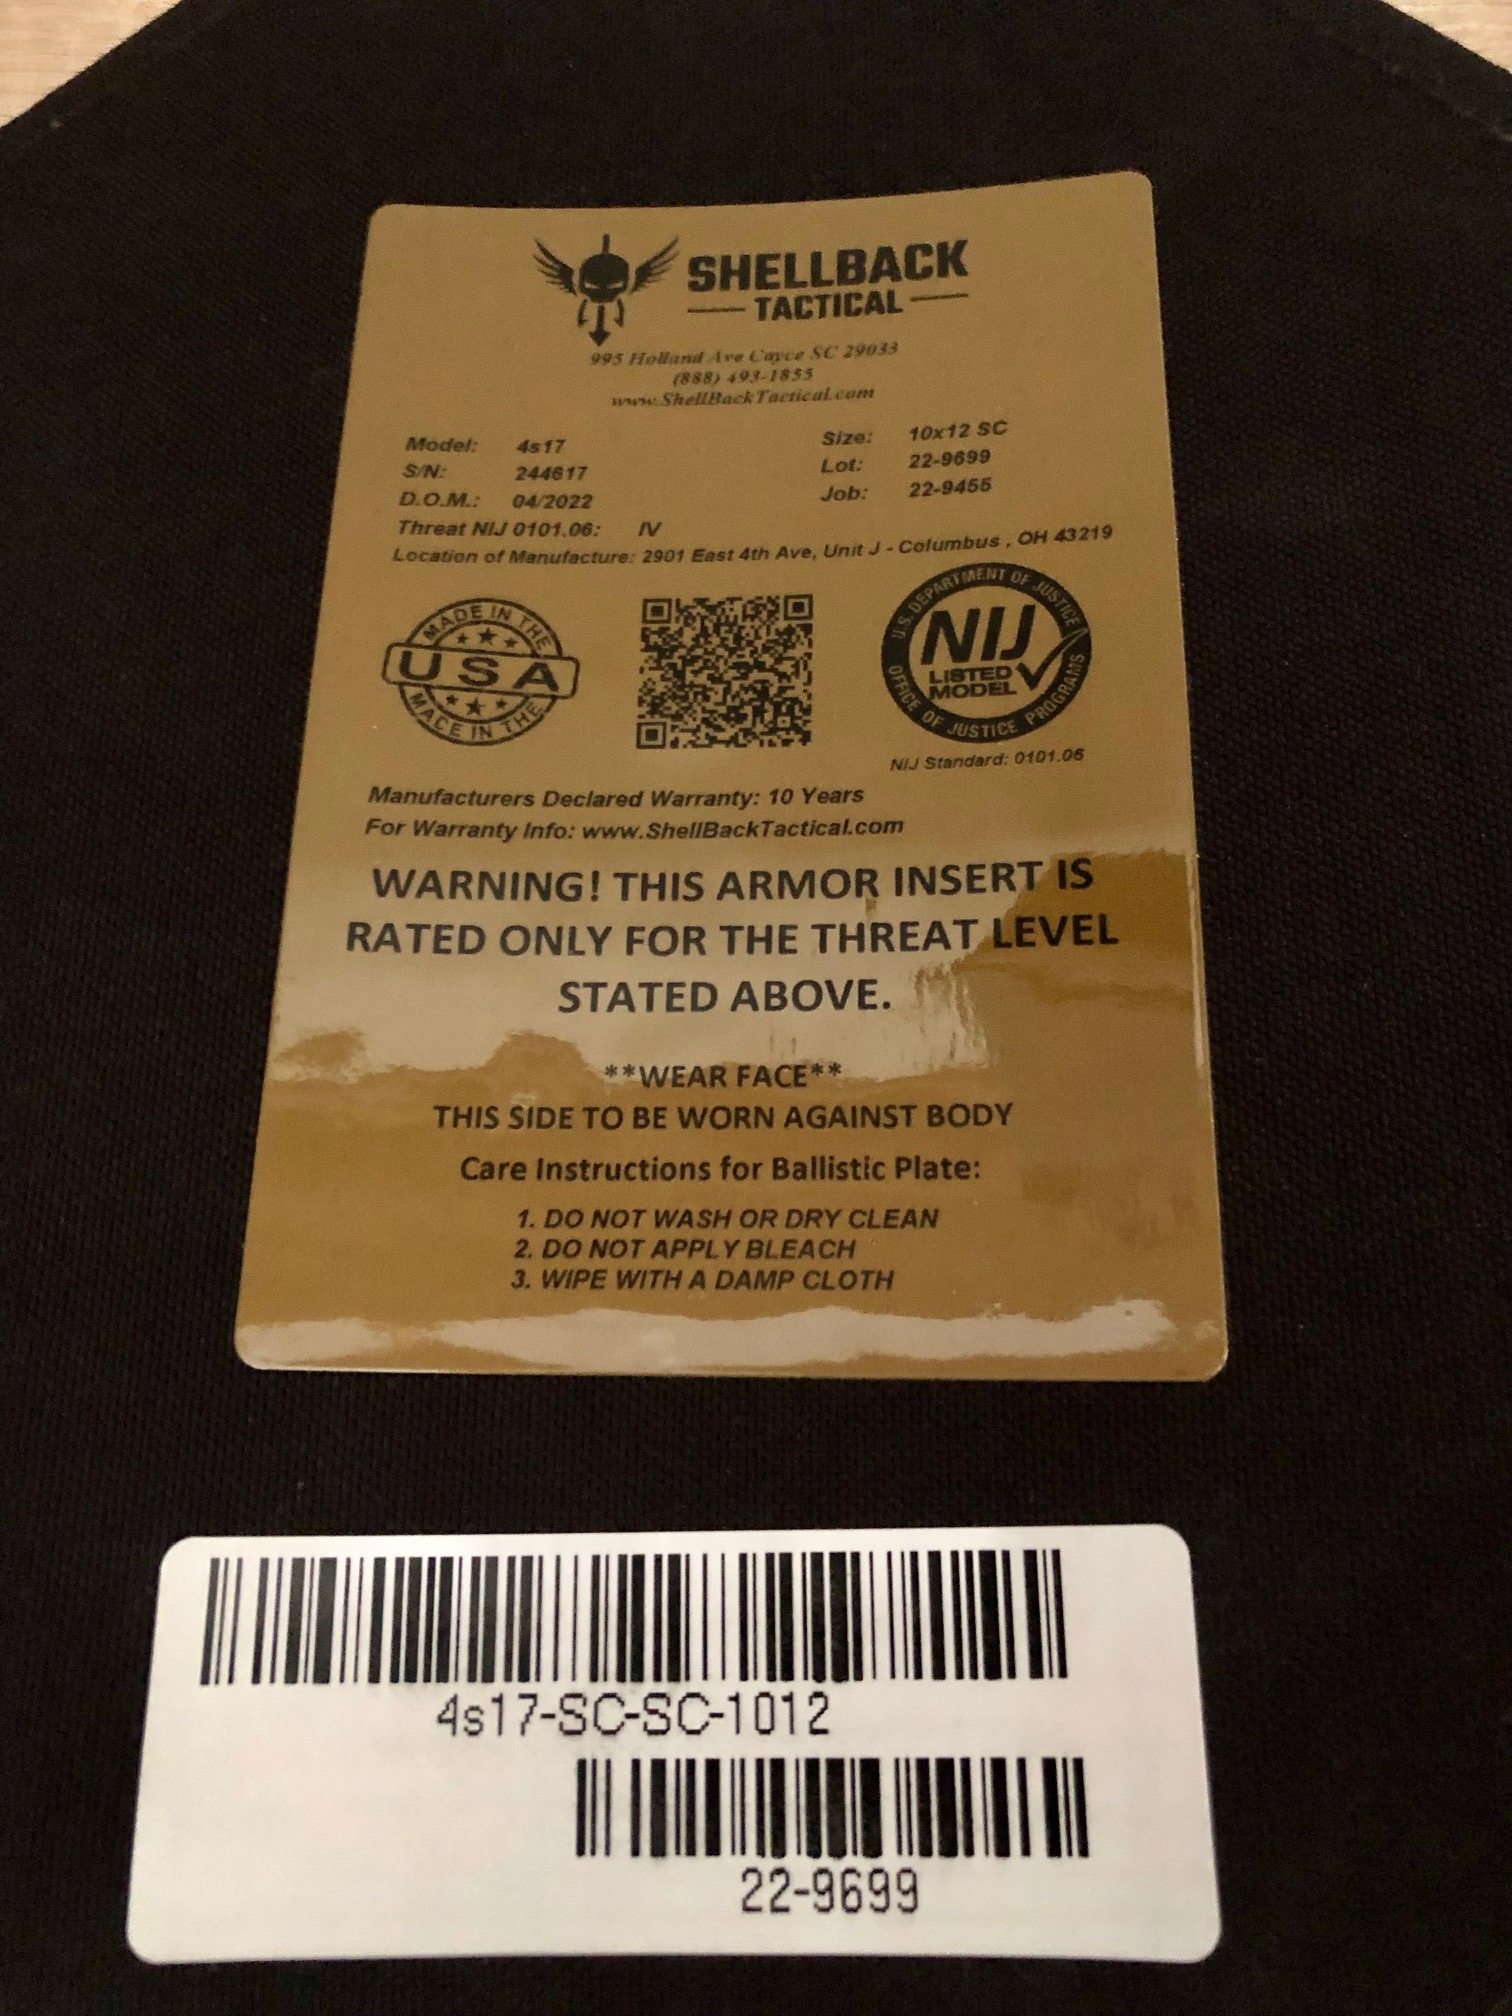 SHELLBACK
TACTICAL
995 Holland Ave Cayce SC 29033
(888) 493-1855
www.ShellBackTactical.com
Model: 4s17 Size: 10x12 SC
S/N: 244617 Lot: 22-9699
D.O.M.: 04/2022 Job: 22-9455
Threat NIJ 0101.06: IV
Location of Manufacture: 2901 East 4th Ave, Unit J - Columbus , OH 43219
MADE IN THE
USA
MACE IN THE
U.S. DEPARTMENT OF JUSTICE
NIJ
LISTED
MODEL
OFFICE OF JUSTICE PROGRAMS
NIJ Standard: 0101.06
Manufacturers Declared Warranty: 10 Years
For Warranty Info: www.ShellBackTactical.com
WARNING! THIS ARMOR INSERT IS
RATED ONLY FOR THE THREAT LEVEL
STATED ABOVE.
**WEAR FACE**
THIS SIDE TO BE WORN AGAINST BODY
Care Instructions for Ballistic Plate:
1. DO NOT WASH OR DRY CLEAN
2. DO NOT APPLY BLEACH
3. WIPE WITH A DAMP CLOTH
4s17-SC-SC-1012
22-9699